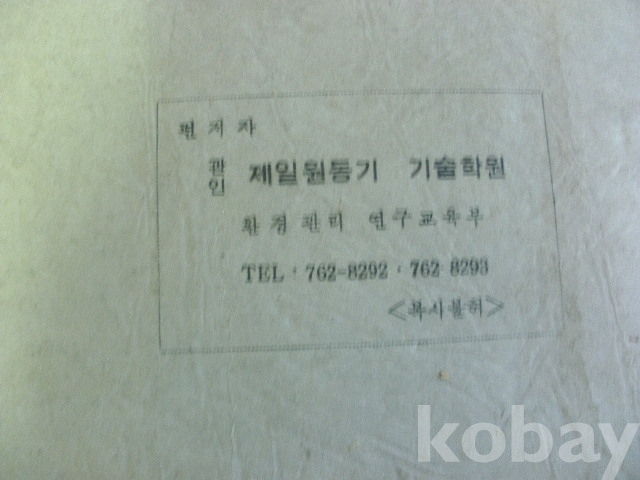 편저자
관인 제일원동기 기술학원
환경관리 연구교육부
TEL : 762-8292 · 762-8293
<복사불허>
kobay